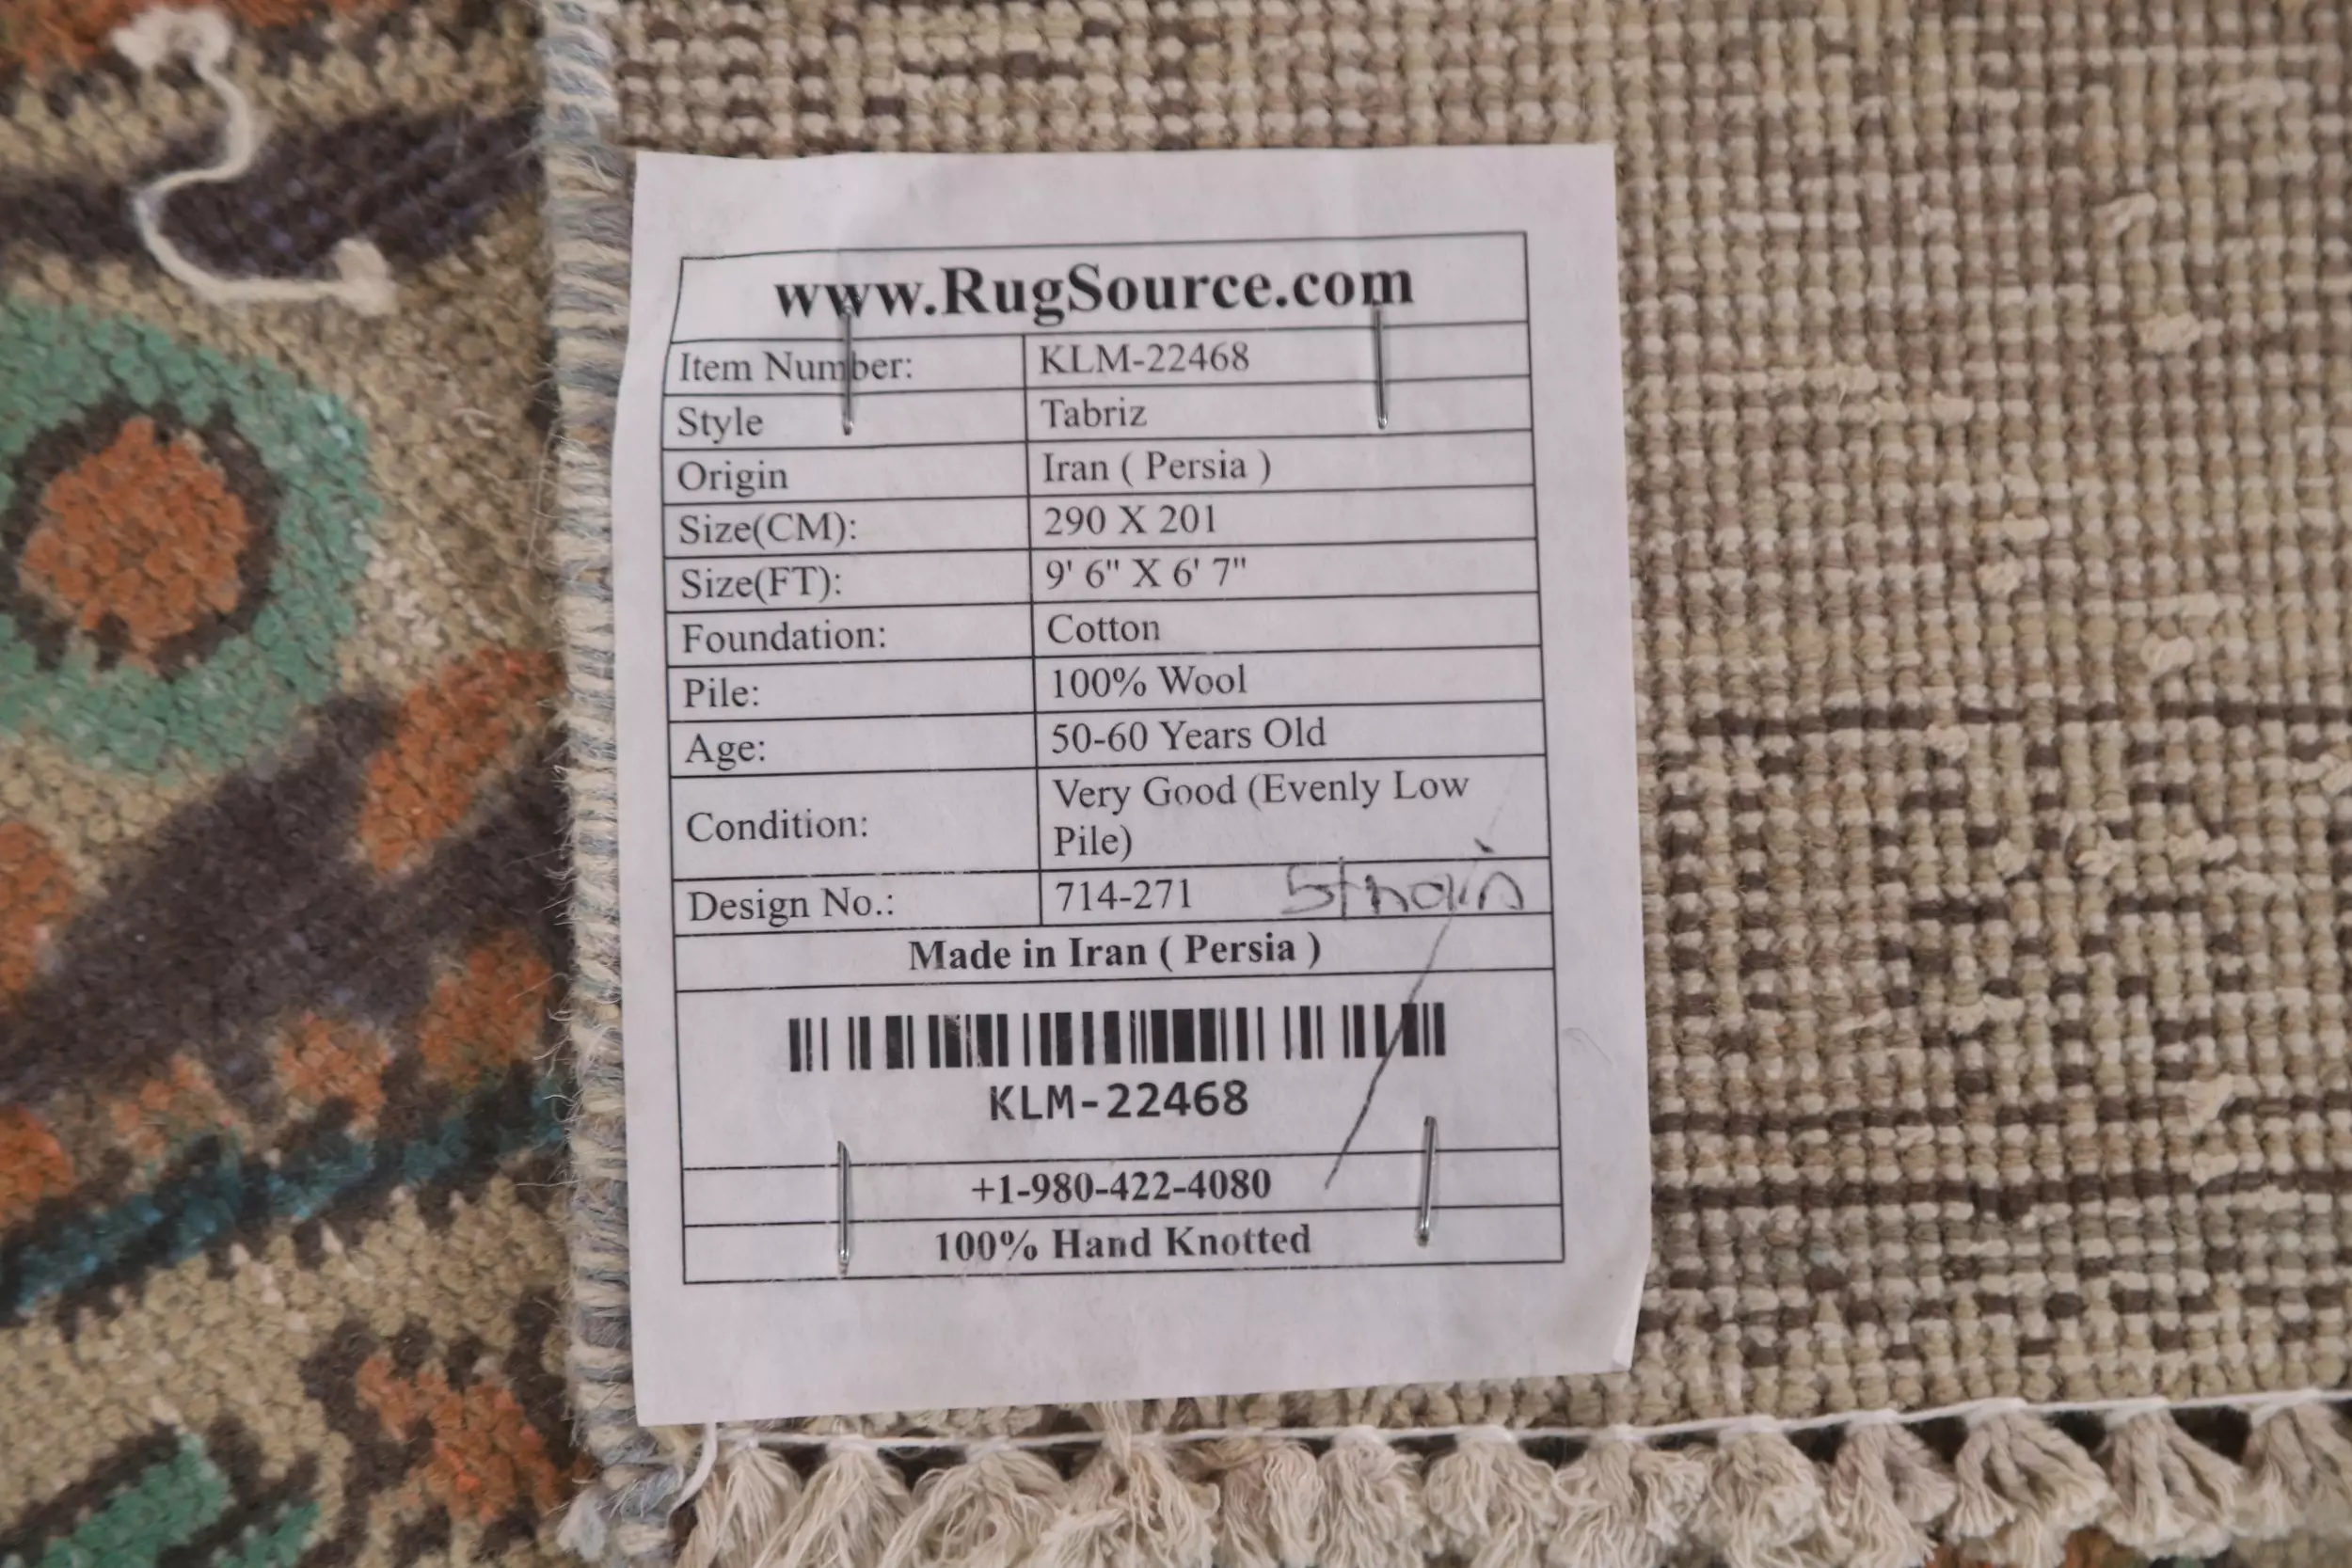 www.RugSource.com
Item Number: KLM-22468
Style Tabriz
Origin Iran ( Persia )
Size(CM): 290 X 201
Size(FT): 9' 6" X 6' 7"
Foundation: Cotton
Pile: 100% Wool
Age: 50-60 Years Old
Condition: Very Good (Evenly Low
Pile)
Design No.: 714-271
Made in Iran ( Persia )
KLM-22468
+1-980-422-4080
100% Hand Knotted